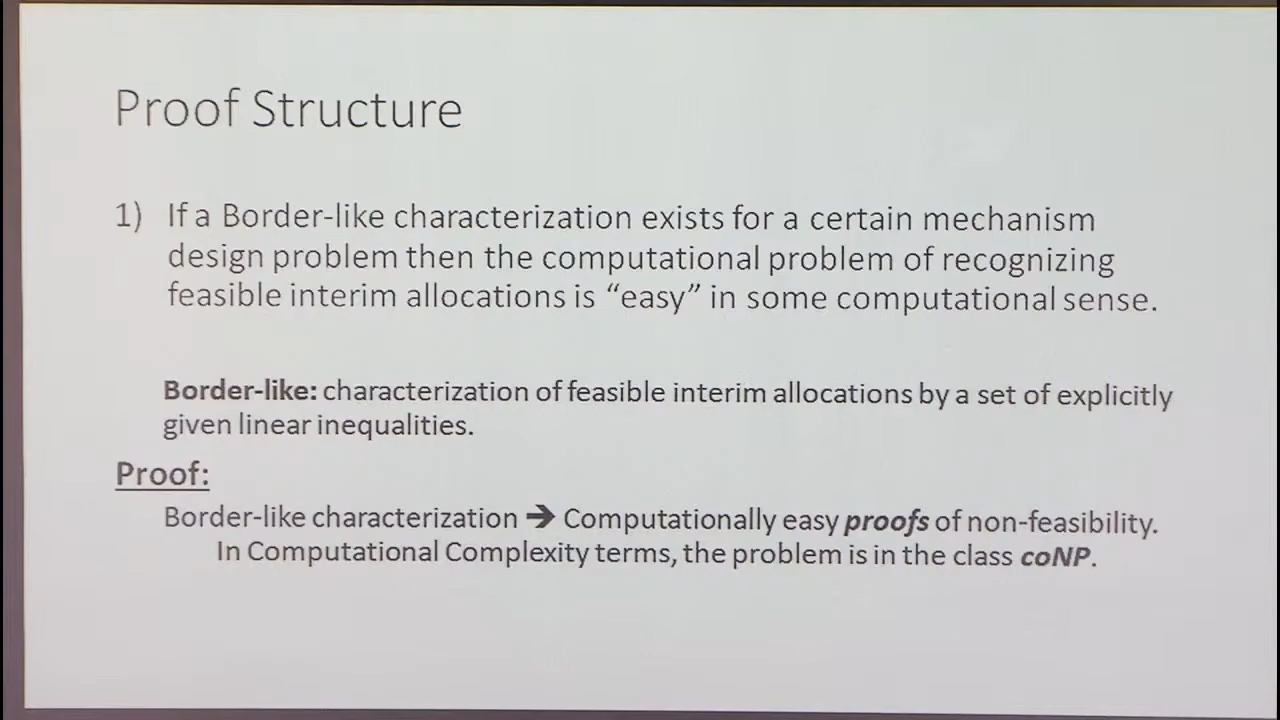 Proof Structure
1) If a Border-like characterization exists for a certain mechanism
design problem then the computational problem of recognizing
feasible interim allocations is “easy” in some computational sense.
Border-like: characterization of feasible interim allocations by a set of explicitly
given linear inequalities.
Proof:
Border-like characterization ➔ Computationally easy proofs of non-feasibility.
In Computational Complexity terms, the problem is in the class coNP.